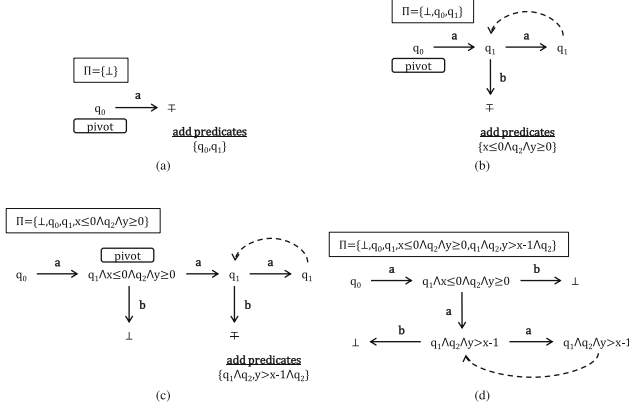 Π={⊥}
a
q₀ ∓
pivot
add predicates
{q₀,q₁}
(a)
Π={⊥,q₀,q₁}
a a
q₀ q₁ q₁
pivot
b
∓
add predicates
{x≤0∧q₂∧y≥0}
(b)
Π={⊥,q₀,q₁,x≤0∧q₂∧y≥0}
pivot
a a a
q₀ q₁∧x≤0∧q₂∧y≥0 q₁ q₁
b b
⊥ ∓
add predicates
{q₁∧q₂,y>x-1∧q₂}
(c)
Π={⊥,q₀,q₁,x≤0∧q₂∧y≥0,q₁∧q₂,y>x-1∧q₂}
a b
q₀ q₁∧x≤0∧q₂∧y≥0 ⊥
a
b a
⊥ q₁∧q₂∧y>x-1 q₁∧q₂∧y>x-1
(d)